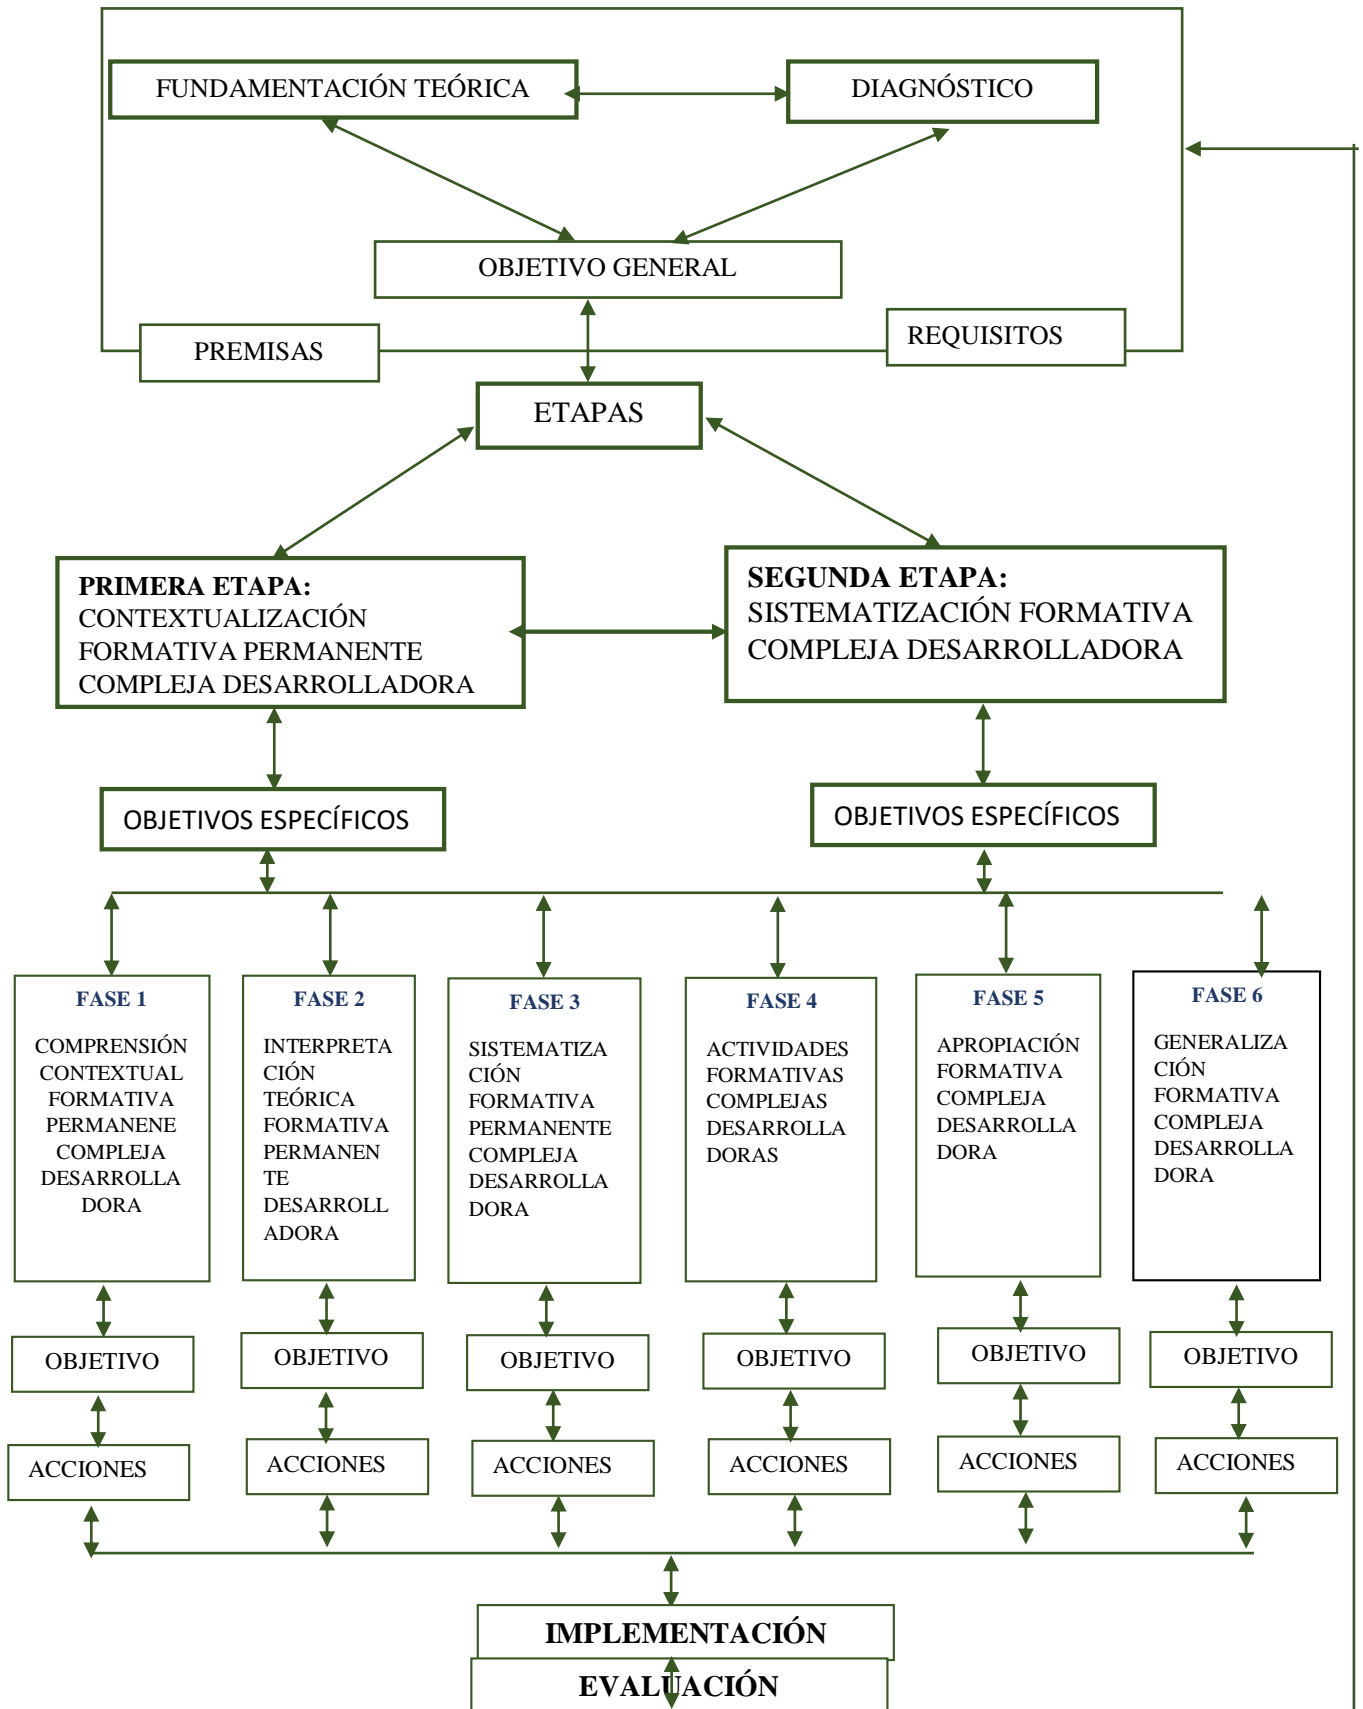 FUNDAMENTACIÓN TEÓRICA
DIAGNÓSTICO
OBJETIVO GENERAL
PREMISAS
REQUISITOS
ETAPAS
PRIMERA ETAPA:
CONTEXTUALIZACIÓN
FORMATIVA PERMANENTE
COMPLEJA DESARROLLADORA
SEGUNDA ETAPA:
SISTEMATIZACIÓN FORMATIVA
COMPLEJA DESARROLLADORA
OBJETIVOS ESPECÍFICOS
OBJETIVOS ESPECÍFICOS
FASE 1
COMPRENSIÓN
CONTEXTUAL
FORMATIVA
PERMANENE
COMPLEJA
DESARROLLA
DORA
FASE 2
INTERPRETA
CIÓN
TEÓRICA
FORMATIVA
PERMANEN
TE
DESARROLL
ADORA
FASE 3
SISTEMATIZA
CIÓN
FORMATIVA
PERMANENTE
COMPLEJA
DESARROLLA
DORA
FASE 4
ACTIVIDADES
FORMATIVAS
COMPLEJAS
DESARROLLA
DORAS
FASE 5
APROPIACIÓN
FORMATIVA
COMPLEJA
DESARROLLA
DORA
FASE 6
GENERALIZA
CIÓN
FORMATIVA
COMPLEJA
DESARROLLA
DORA
OBJETIVO
OBJETIVO
OBJETIVO
OBJETIVO
OBJETIVO
OBJETIVO
ACCIONES
ACCIONES
ACCIONES
ACCIONES
ACCIONES
ACCIONES
IMPLEMENTACIÓN
EVALUACIÓN